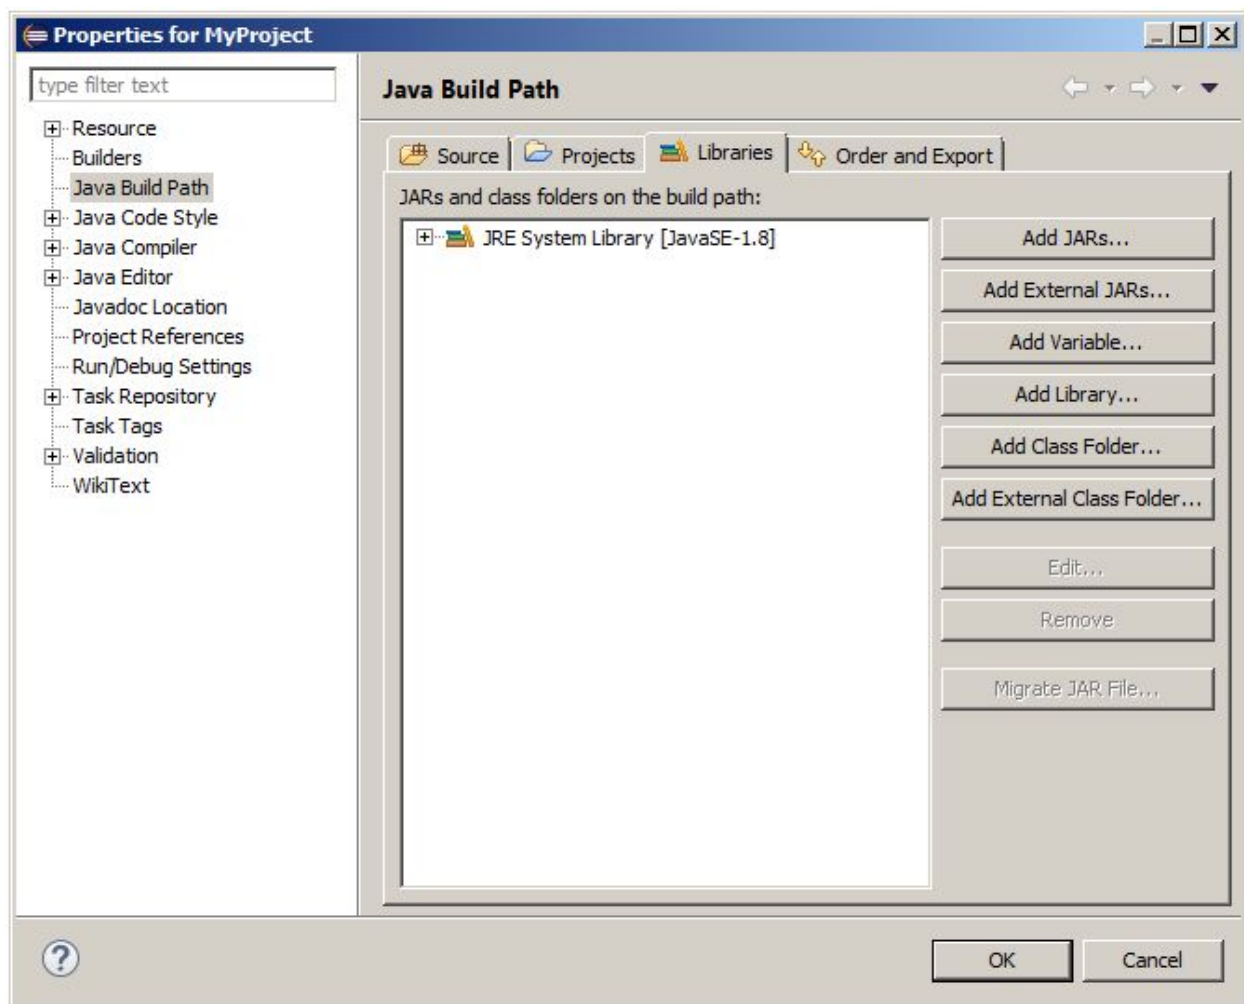 Properties for MyProject
type filter text
Resource
Builders
Java Build Path
Java Code Style
Java Compiler
Java Editor
Javadoc Location
Project References
Run/Debug Settings
Task Repository
Task Tags
Validation
WikiText
Java Build Path
Source Projects Libraries Order and Export
JARs and class folders on the build path:
JRE System Library [JavaSE-1.8]
Add JARs...
Add External JARs...
Add Variable...
Add Library...
Add Class Folder...
Add External Class Folder...
Edit...
Remove
Migrate JAR File...
?
OK Cancel